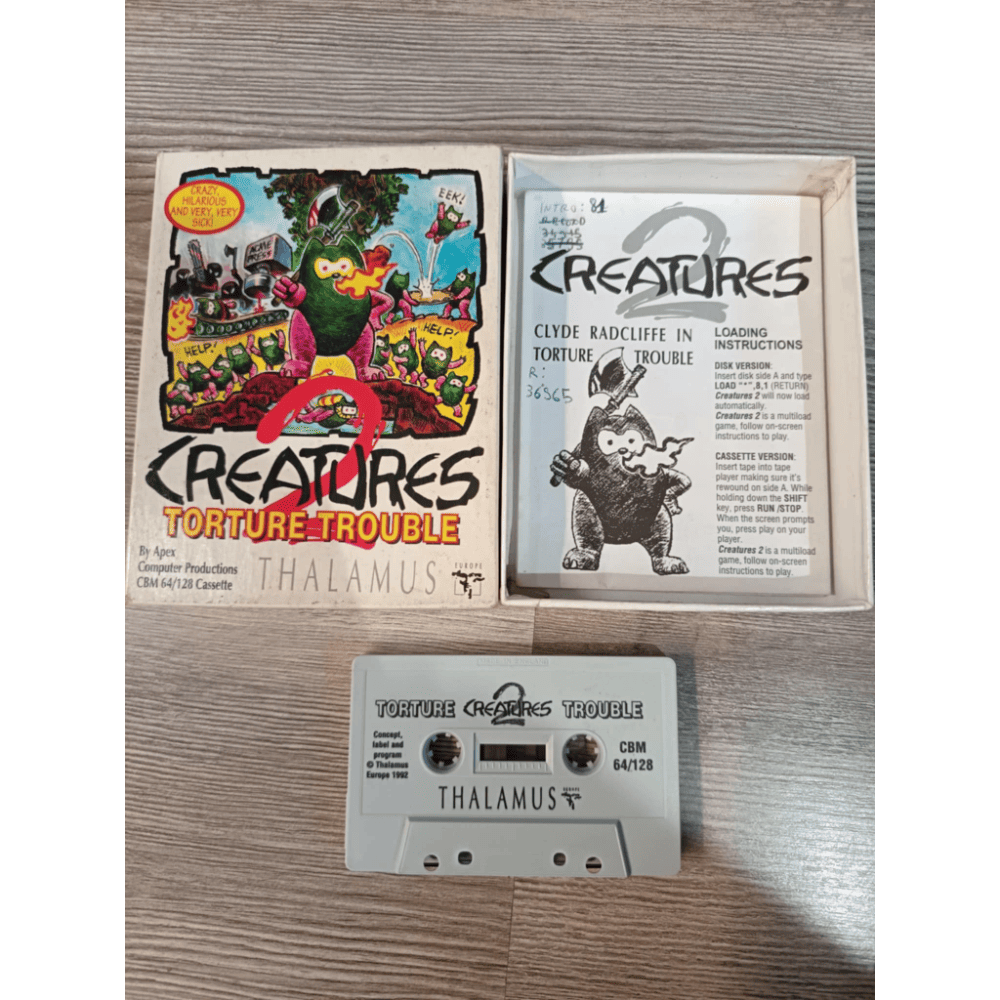 CRAZY,
HILARIOUS
AND VERY, VERY
SICK!
EEK!
ACME
PRESS
HELP!
HELP!
2
CREATURES
TORTURE TROUBLE
By Apex
Computer Productions
CBM 64/128 Cassette
THALAMUS
EUROPE
INTRO: 81
2
CREATURES
CLYDE RADCLIFFE IN
TORTURE TROUBLE
R:
36965
LOADING
INSTRUCTIONS
DISK VERSION:
Insert disk side A and type
LOAD "*",8,1 (RETURN)
Creatures 2 will now load
automatically.
Creatures 2 is a multiload
game, follow on-screen
instructions to play.
CASSETTE VERSION:
Insert tape into tape
player making sure it's
rewound on side A. While
holding down the SHIFT
key, press RUN /STOP.
When the screen prompts
you, press play on your
player.
Creatures 2 is a multiload
game, follow on-screen
instructions to play.
TORTURE CREATURES 2 TROUBLE
Concept,
label and
program
© Thalamus
Europe 1992
CBM
64/128
THALAMUS
EUROPE